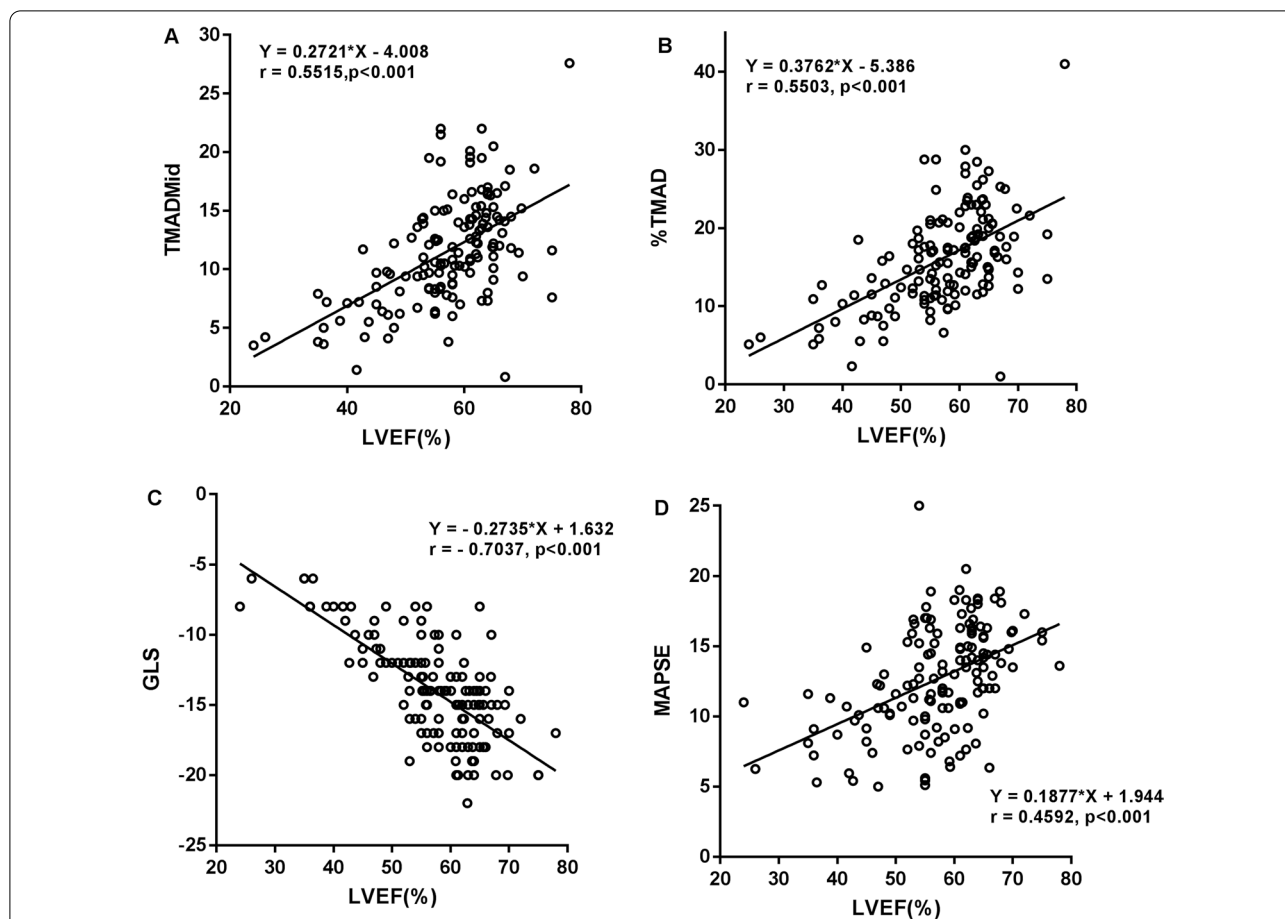 A
Y = 0.2721*X - 4.008
r = 0.5515,p<0.001
30
25
20
15
10
5
0
TMADMid
20 40 60 80
LVEF(%)
B
Y = 0.3762*X - 5.386
r = 0.5503, p<0.001
40
30
20
10
0
%TMAD
20 30 40 50 60 70 80
LVEF(%)
C
Y = - 0.2735*X + 1.632
r = - 0.7037, p<0.001
0
-5
-10
-15
-20
-25
GLS
20 30 40 50 60 70 80
LVEF(%)
D
25
20
15
10
5
0
MAPSE
Y = 0.1877*X + 1.944
r = 0.4592, p<0.001
20 30 40 50 60 70 80
LVEF(%)